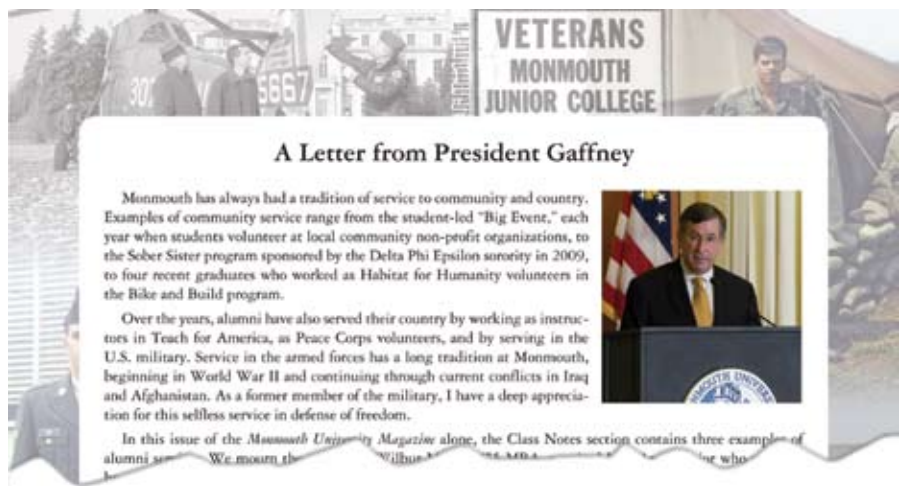 VETERANS
MONMOUTH
JUNIOR COLLEGE
302
6667
A Letter from President Gaffney
Monmouth has always had a tradition of service to community and country.
Examples of community service range from the student-led "Big Event," each
year when students volunteer at local community non-profit organizations, to
the Sober Sister program sponsored by the Delta Phi Epsilon sorority in 2009,
to four recent graduates who worked as Habitat for Humanity volunteers in
the Bike and Build program.
Over the years, alumni have also served their country by working as instruc-
tors in Teach for America, as Peace Corps volunteers, and by serving in the
U.S. military. Service in the armed forces has a long tradition at Monmouth,
beginning in World War II and continuing through current conflicts in Iraq
and Afghanistan. As a former member of the military, I have a deep apprecia-
tion for this selfless service in defense of freedom.
In this issue of the Monmouth University Magazine alone, the Class Notes section contains three examples of
alumni We mourn Wilbur who
MONMOUTH UNIVERSITY